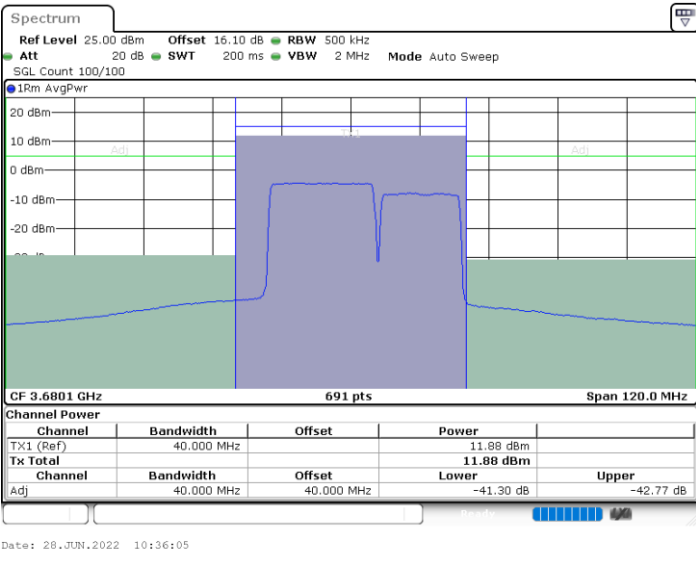 Spectrum
Ref Level 25.00 dBm Offset 16.10 dB RBW 500 kHz
Att 20 dB SWT 200 ms VBW 2 MHz Mode Auto Sweep
SGL Count 100/100
1Rm AvgPwr
20 dBm
TX1
10 dBm
Adj Adj
0 dBm
-10 dBm
-20 dBm
CF 3.6801 GHz 691 pts Span 120.0 MHz
Channel Power
Channel Bandwidth Offset Power
TX1 (Ref) 40.000 MHz 11.88 dBm
Tx Total 11.88 dBm
Channel Bandwidth Offset Lower Upper
Adj 40.000 MHz 40.000 MHz -41.30 dB -42.77 dB
Ready
Date: 28.JUN.2022 10:36:05